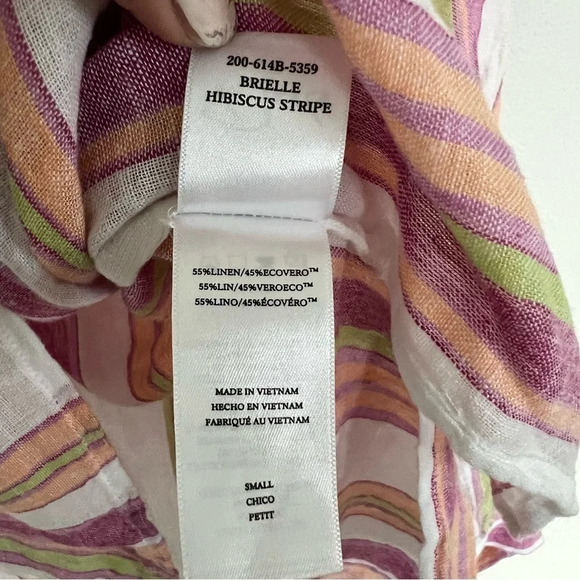 200-614B-5359
BRIELLE
HIBISCUS STRIPE
55%LINEN/45%ECOVERO™
55%LIN/45%VEROECO™
55%LINO/45%ÉCOVÉRO™
MADE IN VIETNAM
HECHO EN VIETNAM
FABRIQUÉ AU VIETNAM
SMALL
CHICO
PETIT